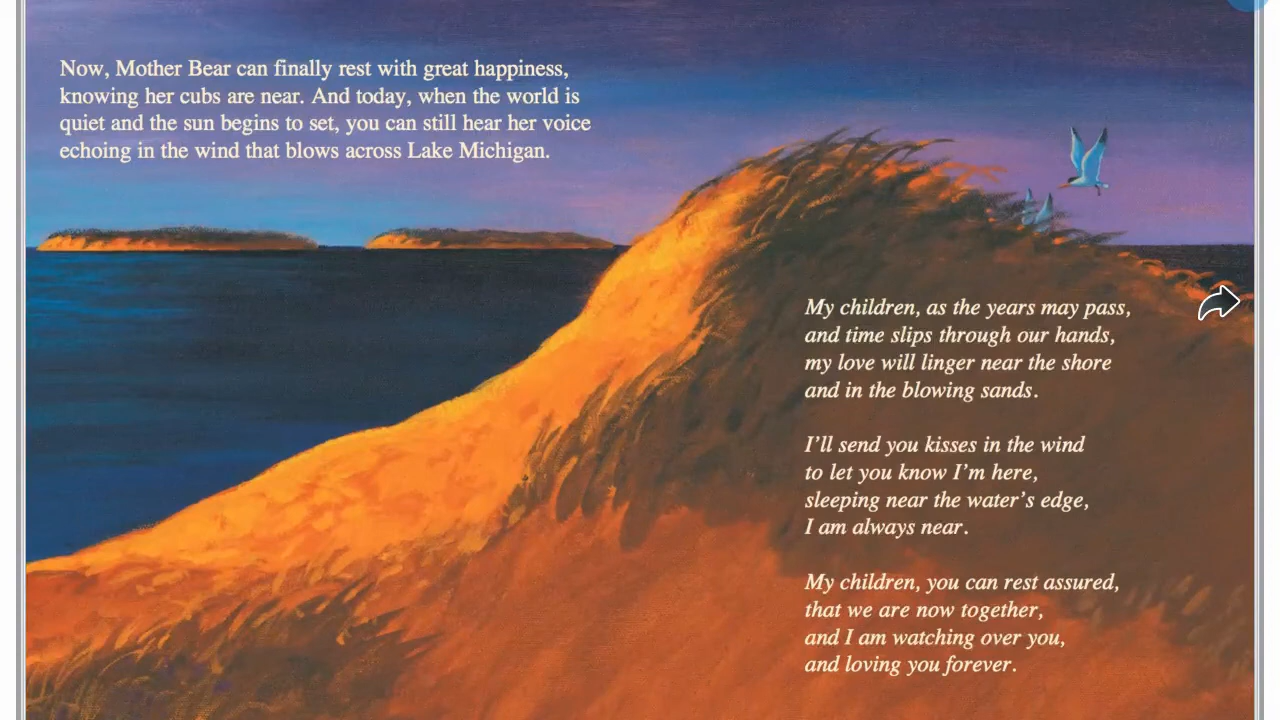 Now, Mother Bear can finally rest with great happiness,
knowing her cubs are near. And today, when the world is
quiet and the sun begins to set, you can still hear her voice
echoing in the wind that blows across Lake Michigan.
My children, as the years may pass,
and time slips through our hands,
my love will linger near the shore
and in the blowing sands.
I’ll send you kisses in the wind
to let you know I’m here,
sleeping near the water’s edge,
I am always near.
My children, you can rest assured,
that we are now together,
and I am watching over you,
and loving you forever.